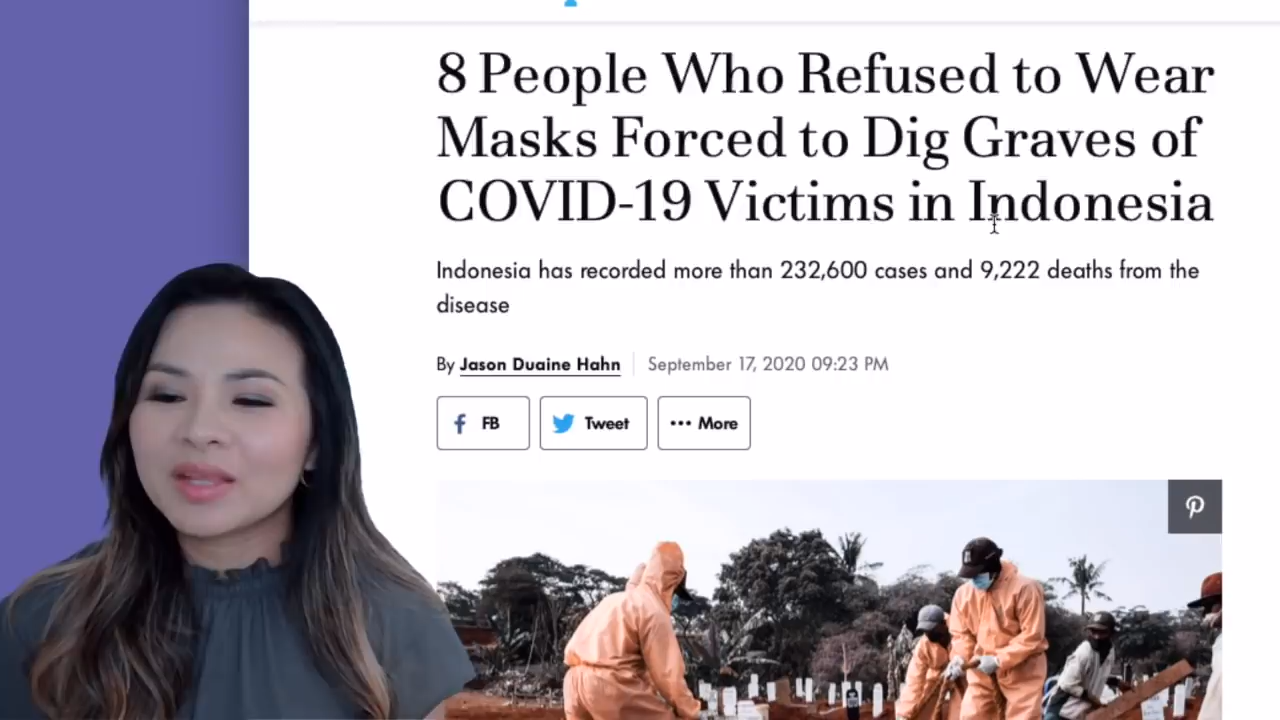 8 People Who Refused to Wear
Masks Forced to Dig Graves of
COVID-19 Victims in Indonesia
Indonesia has recorded more than 232,600 cases and 9,222 deaths from the
disease
By Jason Duaine Hahn September 17, 2020 09:23 PM
FB Tweet ••• More